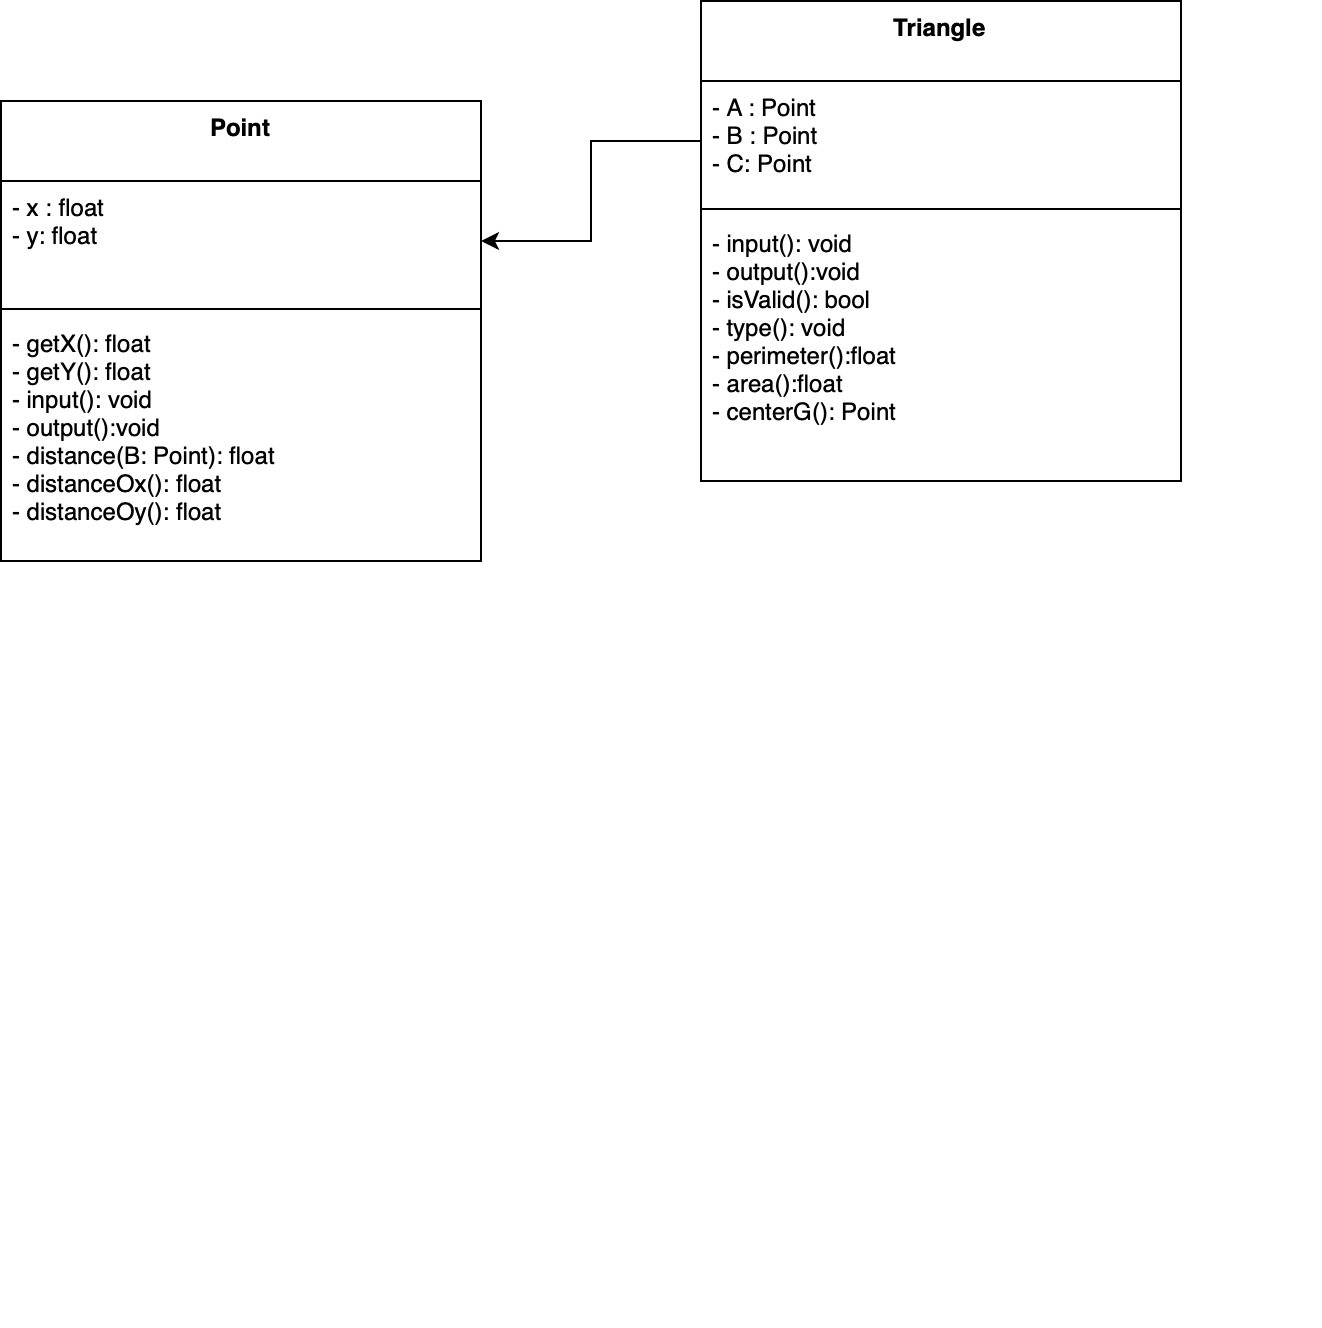 Point
- x : float
- y: float
- getX(): float
- getY(): float
- input(): void
- output():void
- distance(B: Point): float
- distanceOx(): float
- distanceOy(): float
Triangle
- A : Point
- B : Point
- C: Point
- input(): void
- output():void
- isValid(): bool
- type(): void
- perimeter():float
- area():float
- centerG(): Point